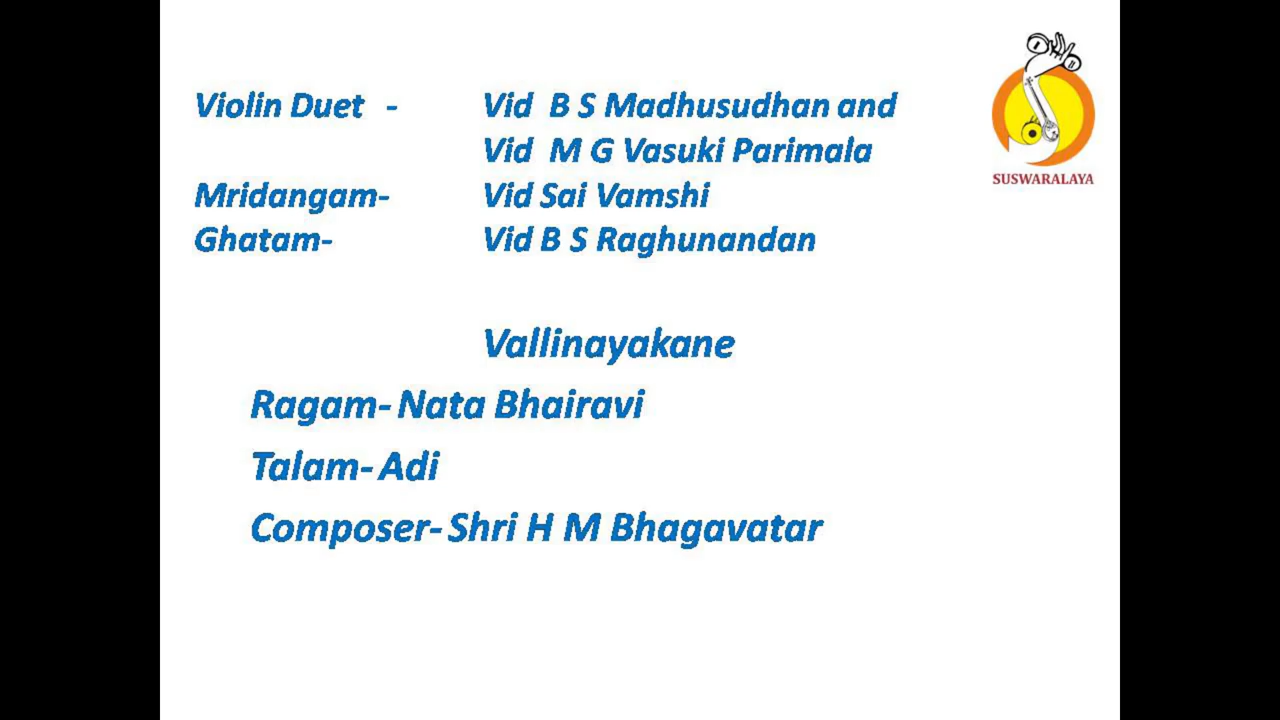 Violin Duet - Vid B S Madhusudhan and
Vid M G Vasuki Parimala
Mridangam- Vid Sai Vamshi
Ghatam- Vid B S Raghunandan
SUSWARALAYA
Vallinayakane
Ragam- Nata Bhairavi
Talam- Adi
Composer- Shri H M Bhagavatar